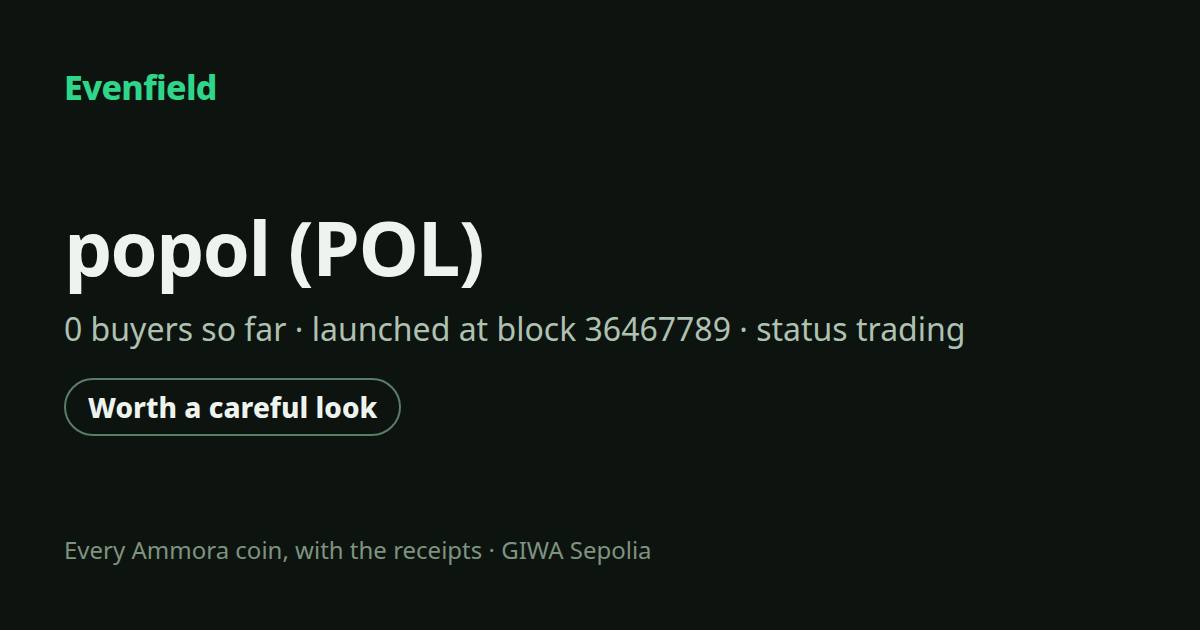 Evenfield
popol (POL)
0 buyers so far · launched at block 36467789 · status trading
Worth a careful look
Every Ammora coin, with the receipts · GIWA Sepolia